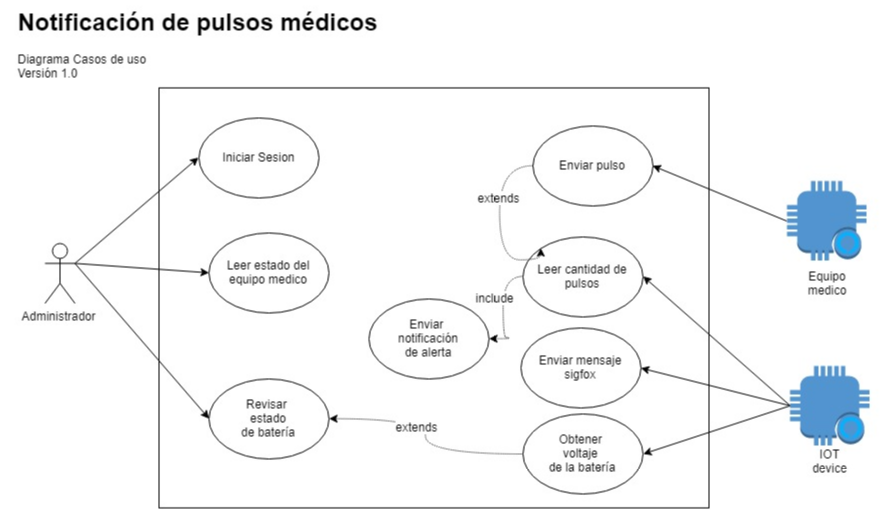 Notificación de pulsos médicos
Diagrama Casos de uso
Versión 1.0
Iniciar Sesion
Enviar pulso
extends
Leer estado del
equipo medico
Leer cantidad de
pulsos
Equipo
medico
include
Administrador
Enviar
notificación
de alerta
Enviar mensaje
sigfox
Revisar
estado
de batería
extends
Obtener
voltaje
de la batería
IOT
device